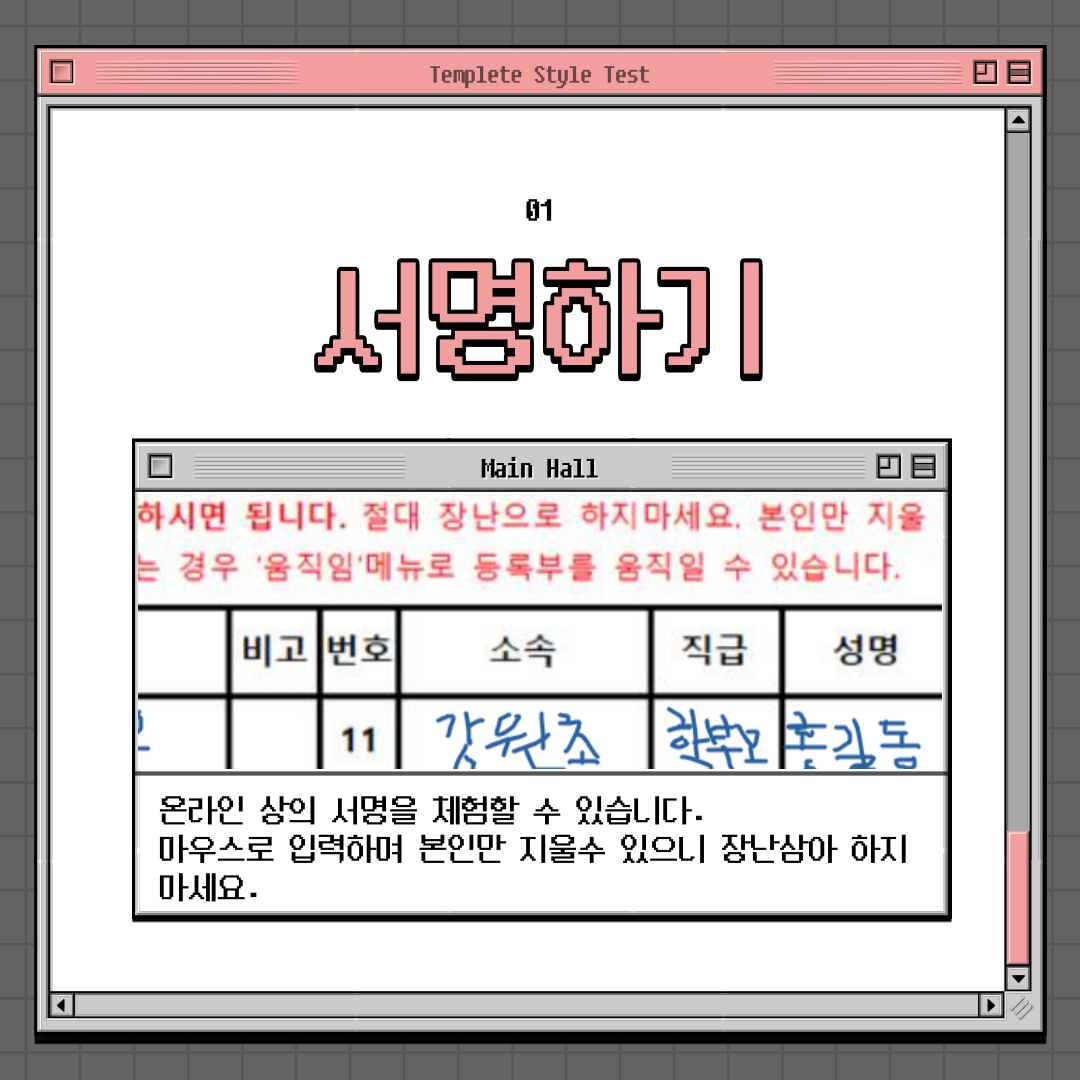 Templete Style Test
01
서명하기
Main Hall
하시면 됩니다. 절대 장난으로 하지마세요. 본인만 지울
는 경우 '움직임'메뉴로 등록부를 움직일 수 있습니다.
비고 번호 소속 직급 성명
11 강원초 학부모 홍길동
온라인 상의 서명을 체험할 수 있습니다.
마우스로 입력하며 본인만 지울수 있으니 장난삼아 하지
마세요.